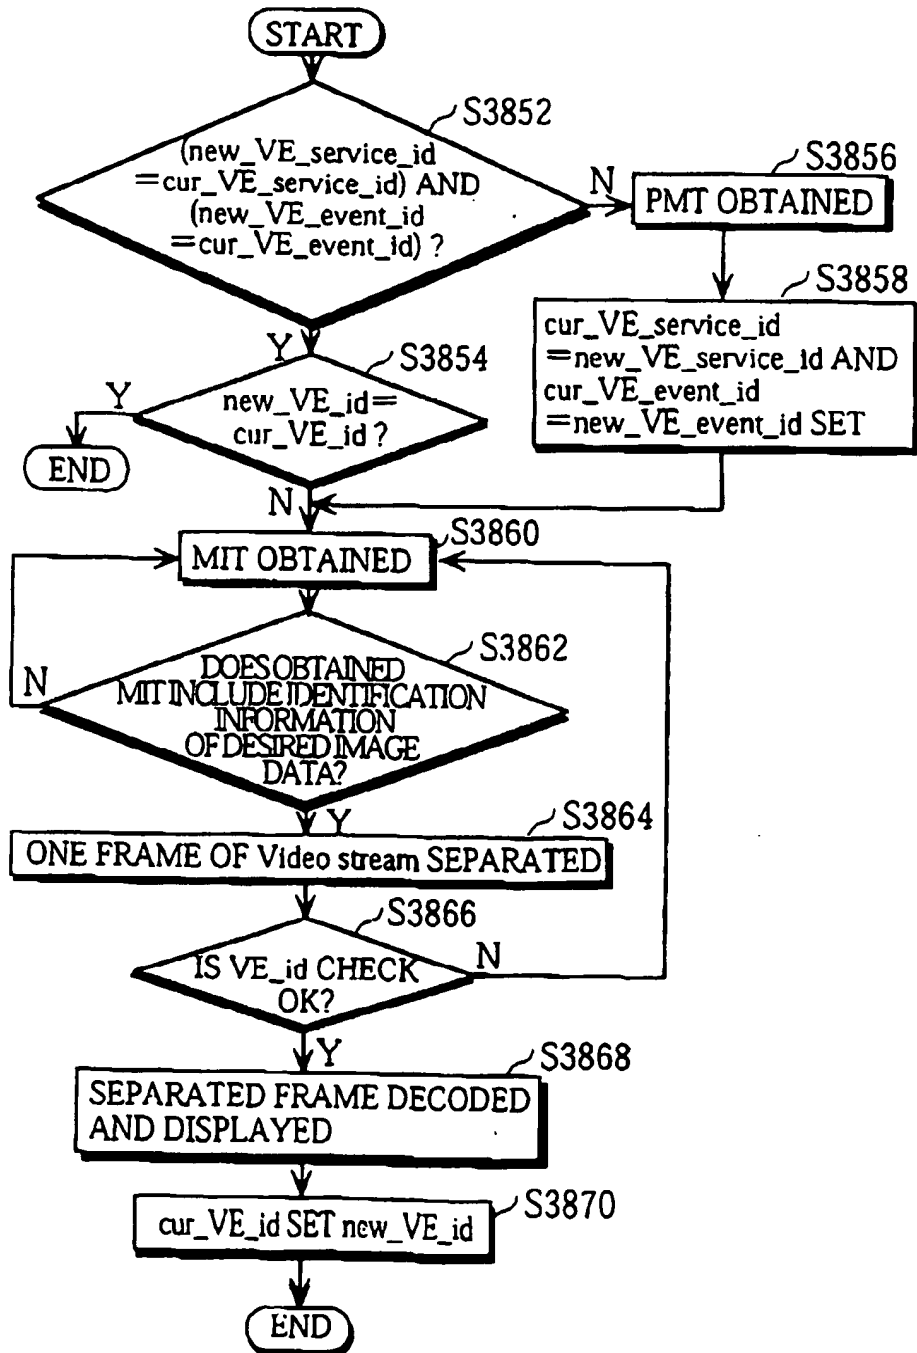 START
S3852
(new_VE_service_id
=cur_VE_service_id) AND
(new_VE_event_id
=cur_VE_event_id) ?
N
S3856
PMT OBTAINED
S3858
cur_VE_service_id
=new_VE_service_id AND
cur_VE_event_id
=new_VE_event_id SET
Y
S3854
new_VE_id=
cur_VE_id ?
Y
END
N
S3860
MIT OBTAINED
S3862
DOES OBTAINED
MIT INCLUDE IDENTIFICATION
INFORMATION
OF DESIRED IMAGE
DATA?
N
Y
S3864
ONE FRAME OF Video stream SEPARATED
S3866
IS VE_id CHECK
OK?
N
Y
S3868
SEPARATED FRAME DECODED
AND DISPLAYED
S3870
cur_VE_id SET new_VE_id
END